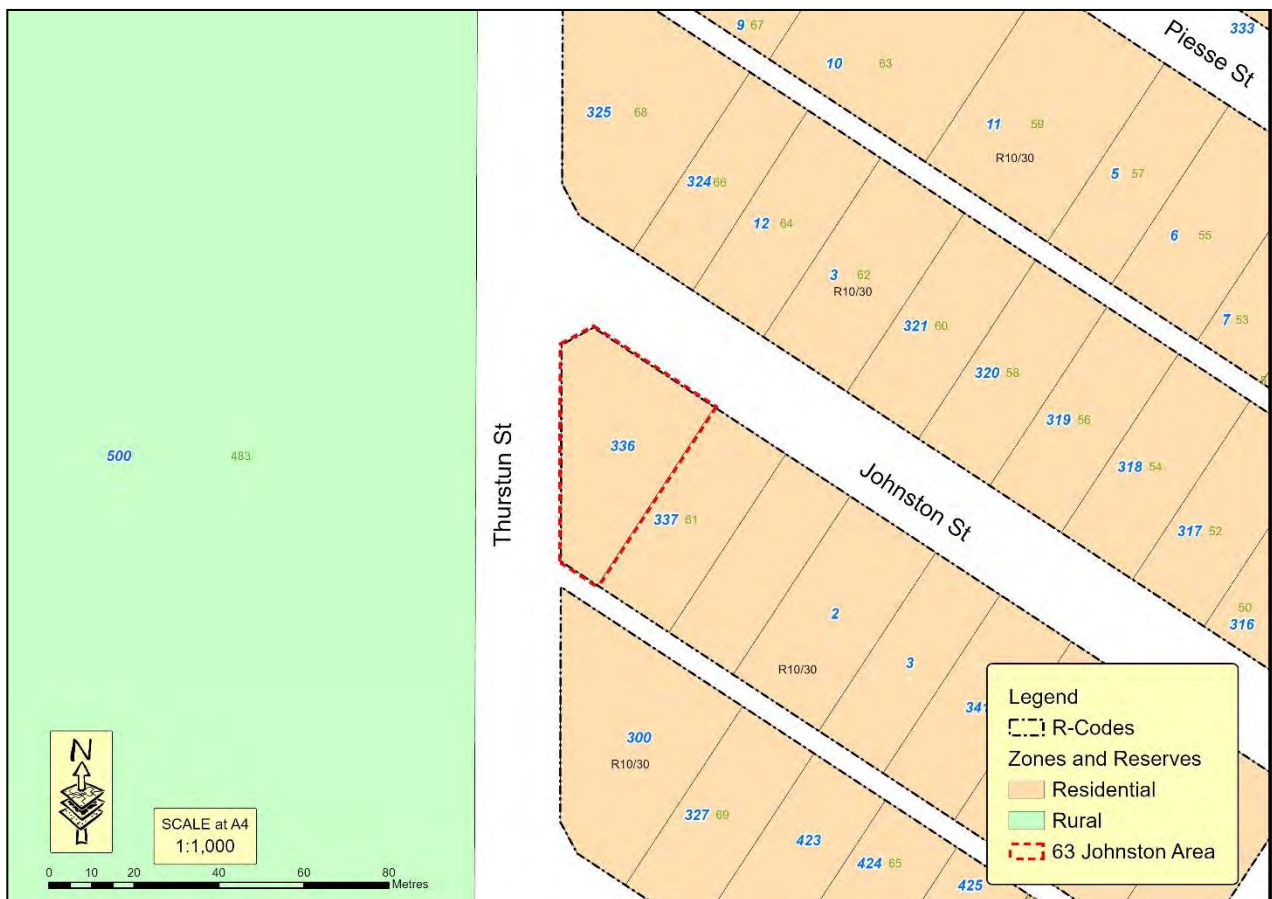 9 67
333
Piesse St
10 63
325 68
11 59
R10/30
5 57
324 66
12 64
6 55
3 62
R10/30
7 53
321 60
320 58
319 56
336
500 483
318 54
Thurstun St
Johnston St
337 61
317 52
50
316
2
R10/30
3
341
300
R10/30
327 69
423
424 65
425
N
SCALE at A4
1:1,000
0 10 20 40 60 80
Metres
Legend
R-Codes
Zones and Reserves
Residential
Rural
63 Johnston Area